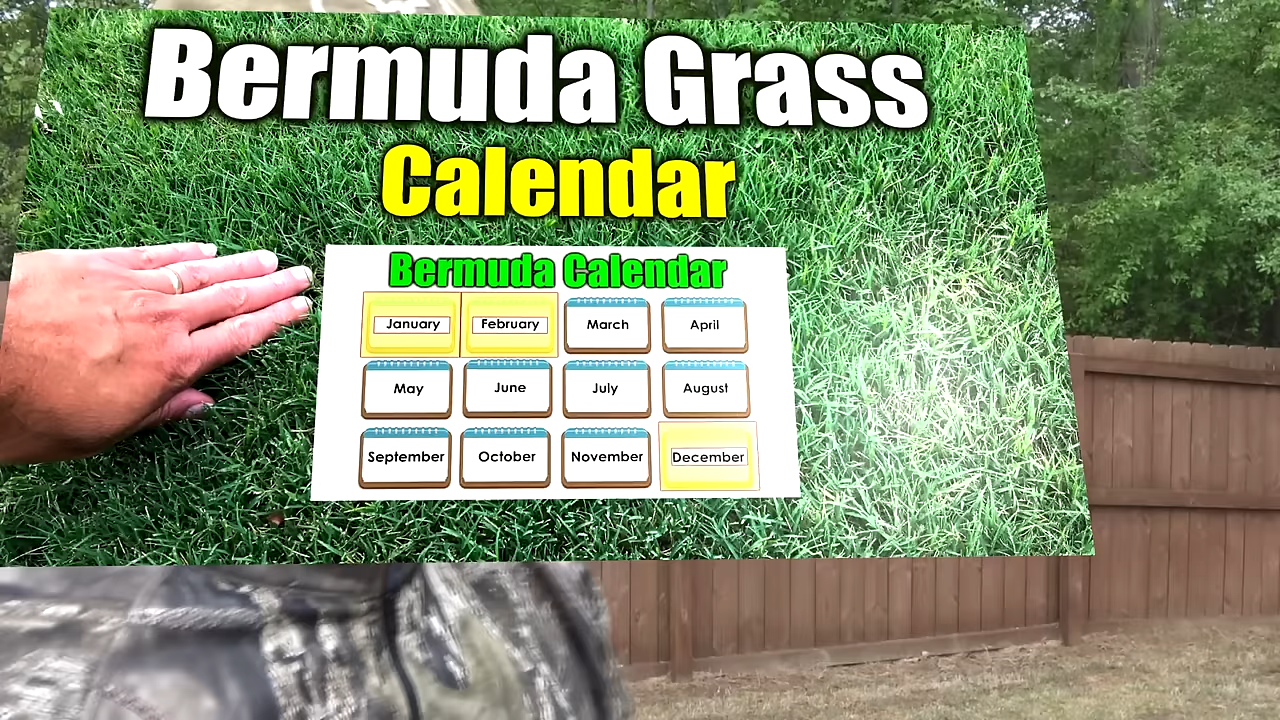 Bermuda Grass
Calendar
Bermuda Calendar
January February March April
May June July August
September October November December